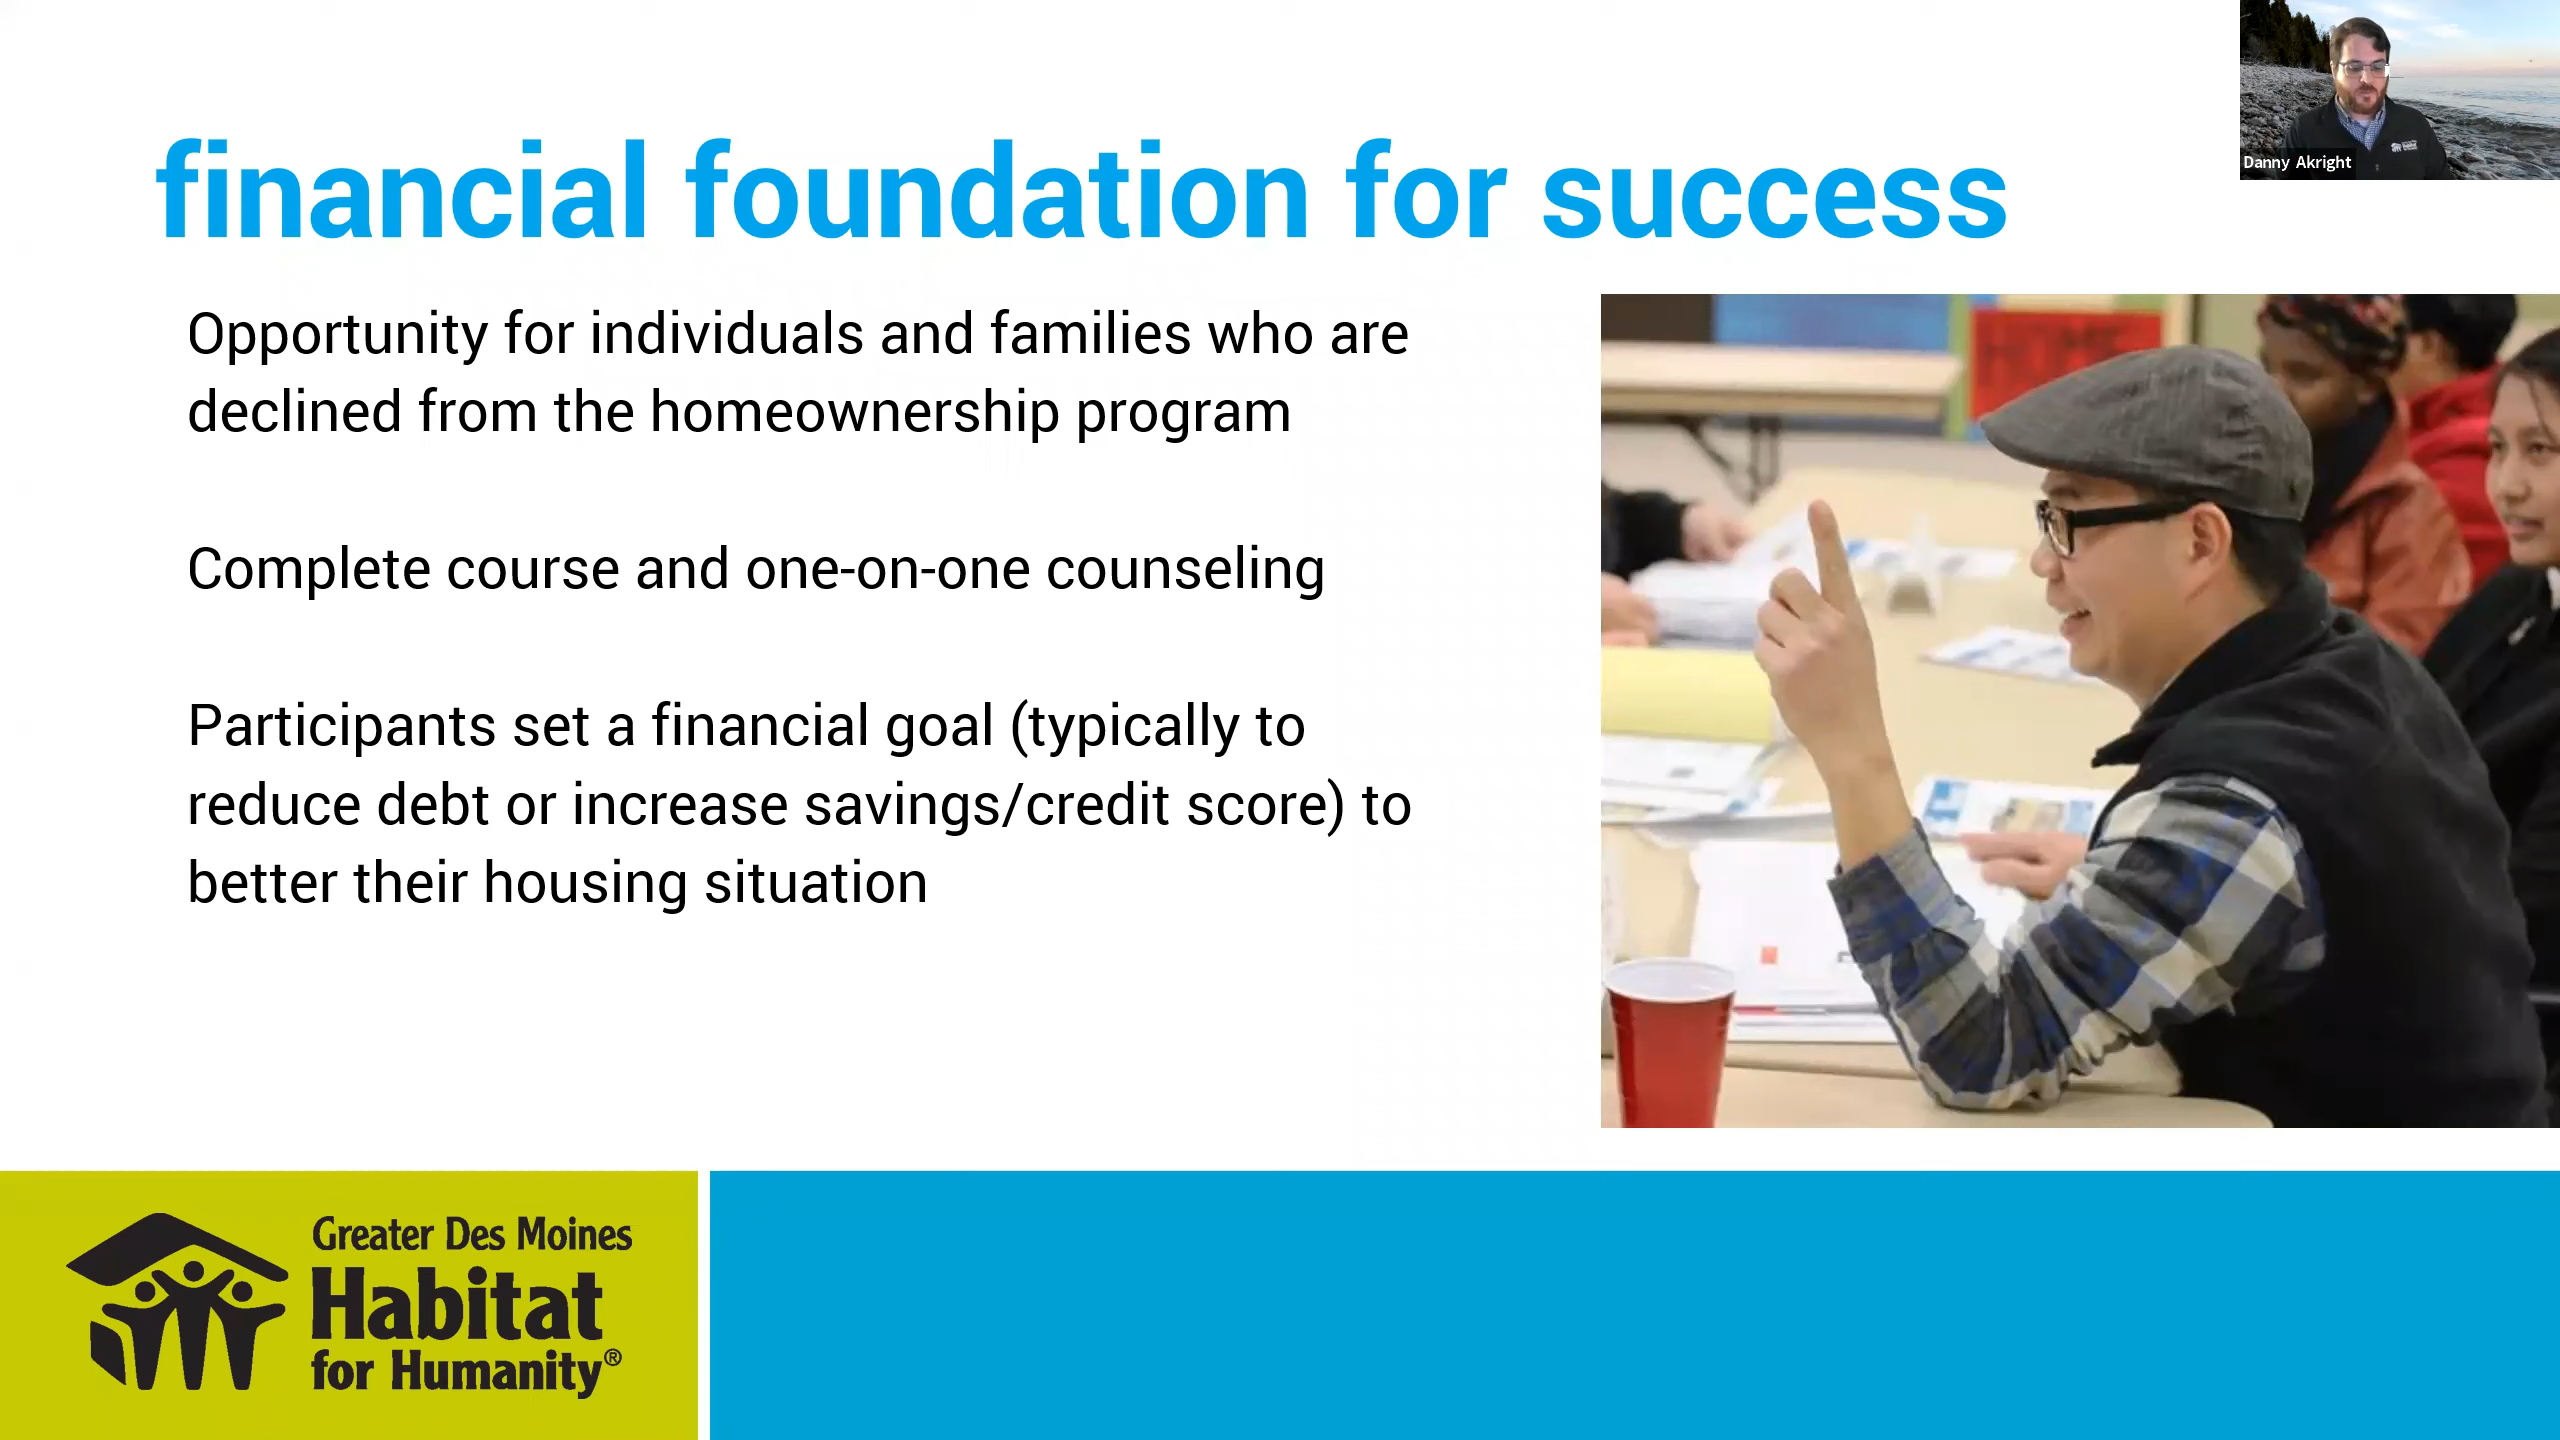 financial foundation for success
Danny Akright
Opportunity for individuals and families who are
declined from the homeownership program
HOME
Complete course and one-on-one counseling
Participants set a financial goal (typically to
reduce debt or increase savings/credit score) to
better their housing situation
Greater Des Moines
Habitat
for Humanity®